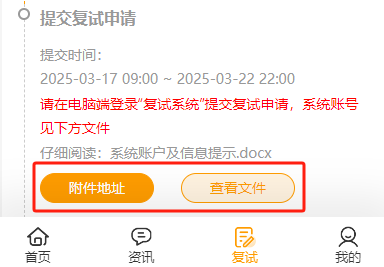 提交复试申请
提交时间：
2025-03-17 09:00 ~ 2025-03-22 22:00
请在电脑端登录“复试系统”提交复试申请，系统账号
见下方文件
仔细阅读：系统账户及信息提示.docx
附件地址 查看文件
首页 资讯 复试 我的